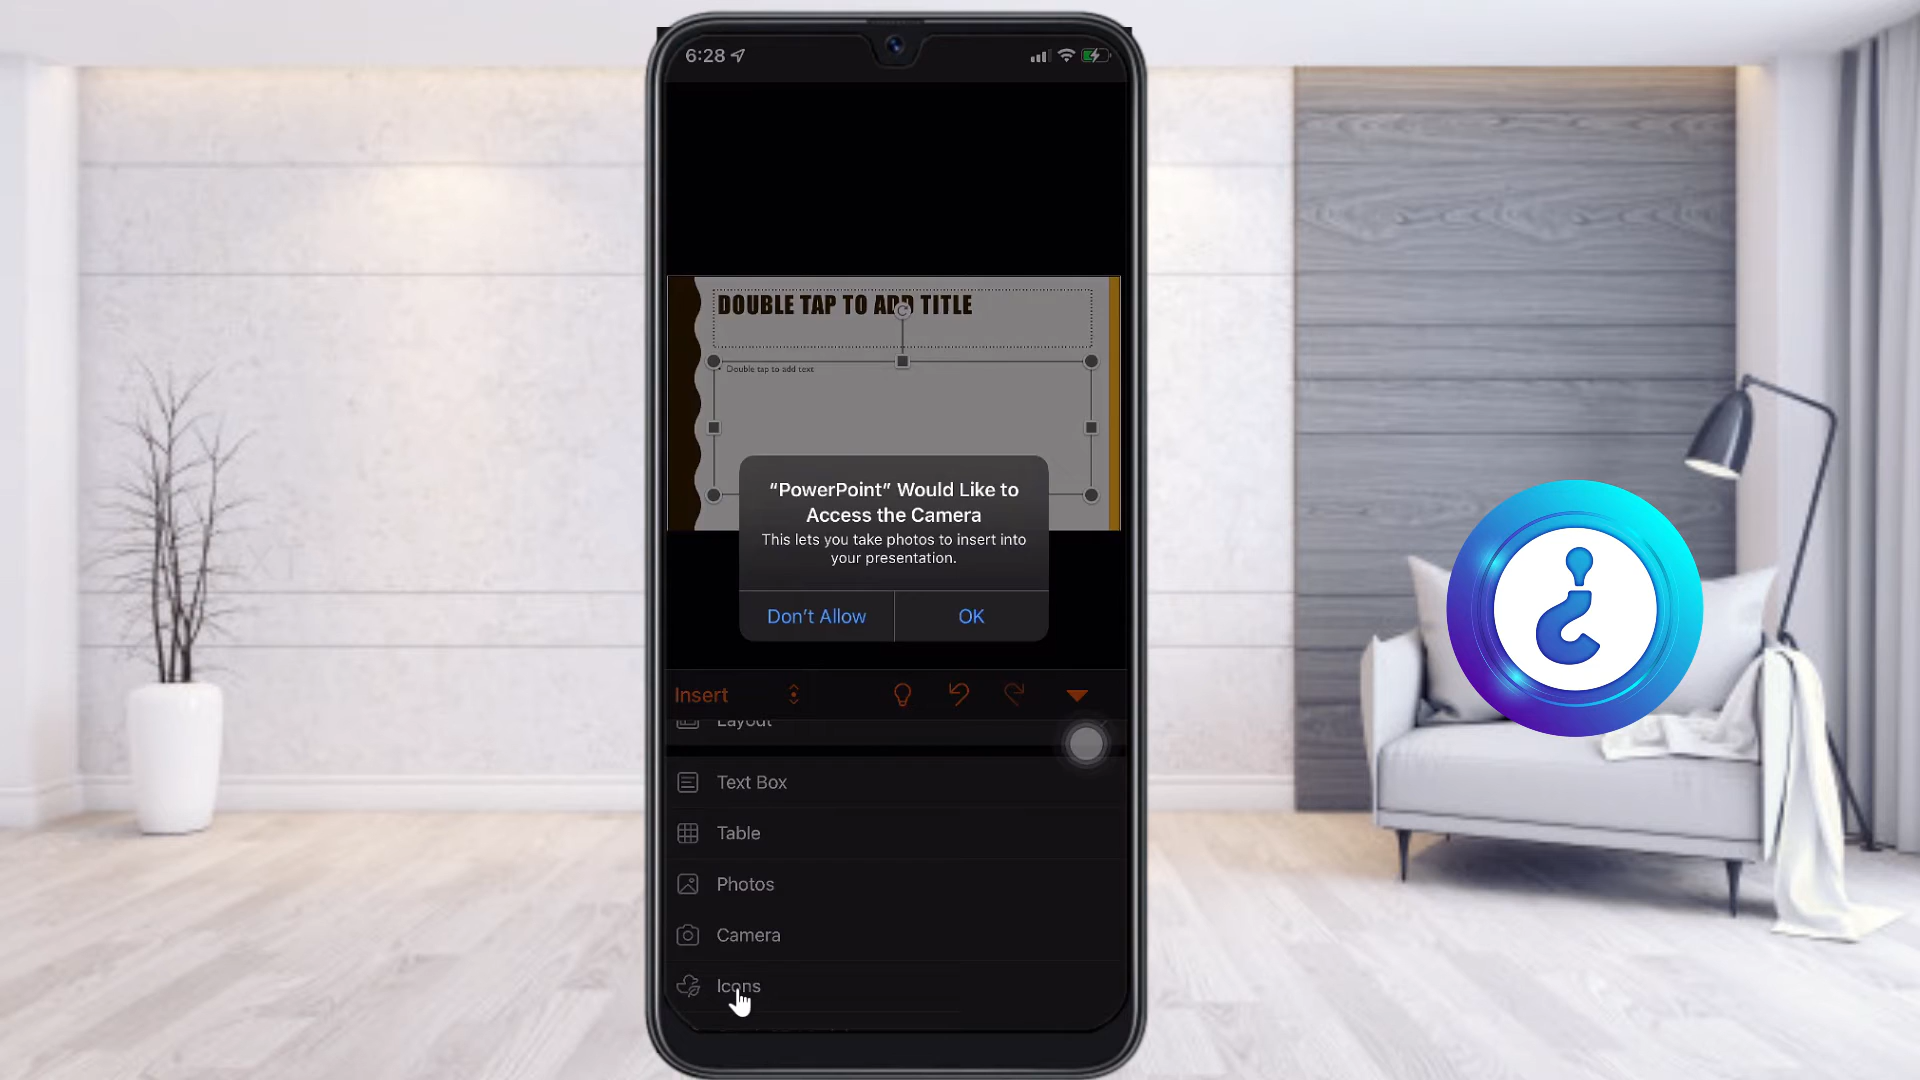 6:28
DOUBLE TAP TO ADD TITLE
Double tap to add text
“PowerPoint” Would Like to
Access the Camera
This lets you take photos to insert into
your presentation.
Don’t Allow
OK
Insert
Layout
Text Box
Table
Photos
Camera
Icons